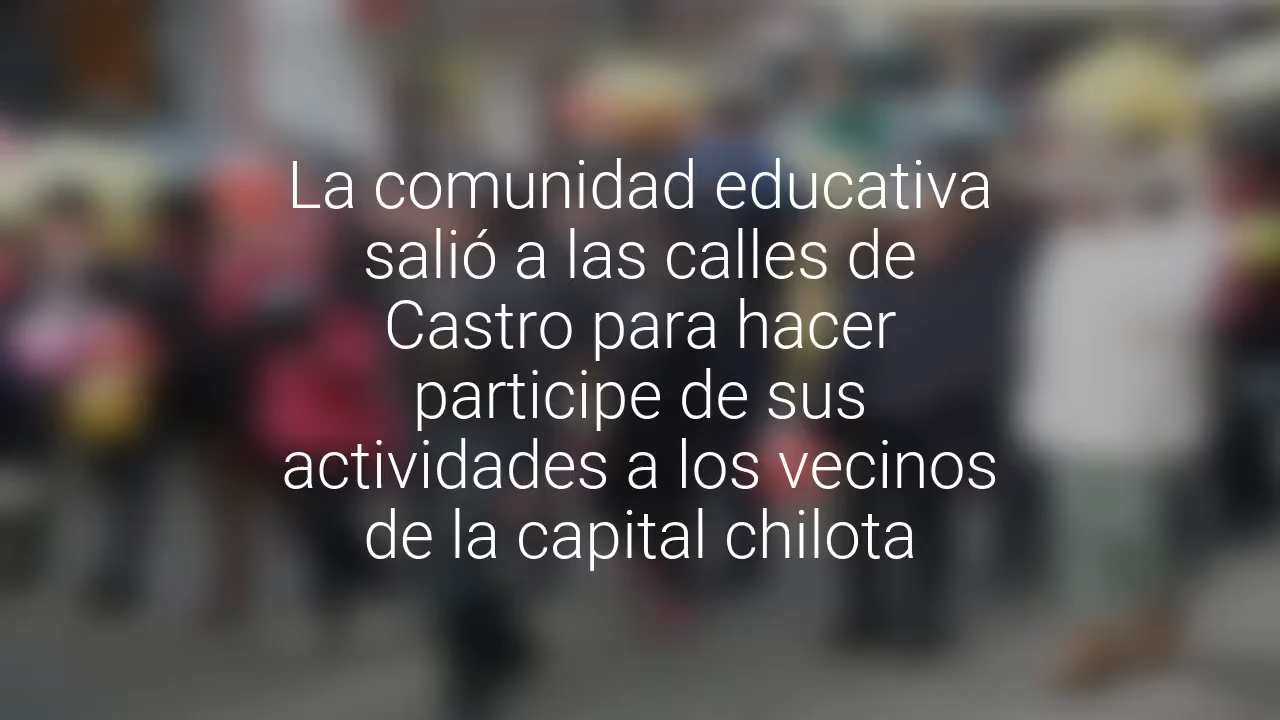 La comunidad educativa
salió a las calles de
Castro para hacer
participe de sus
actividades a los vecinos
de la capital chilota